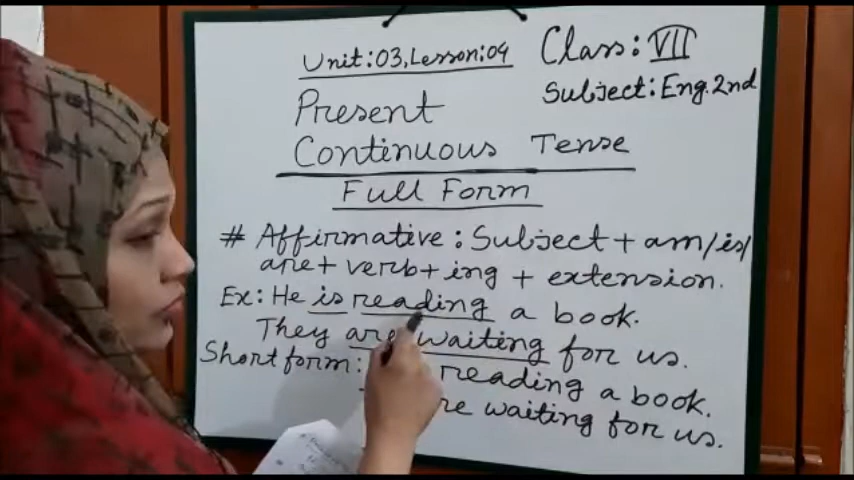 Unit:03, Lesson:04
Class: VII
Subject: Eng. 2nd
Present
Continuous Tense
Full Form
# Affirmative: Subject + am/is/
are + verb + ing + extension.
Ex: He is reading a book.
They are waiting for us.
Short form: reading a book.
re waiting for us.